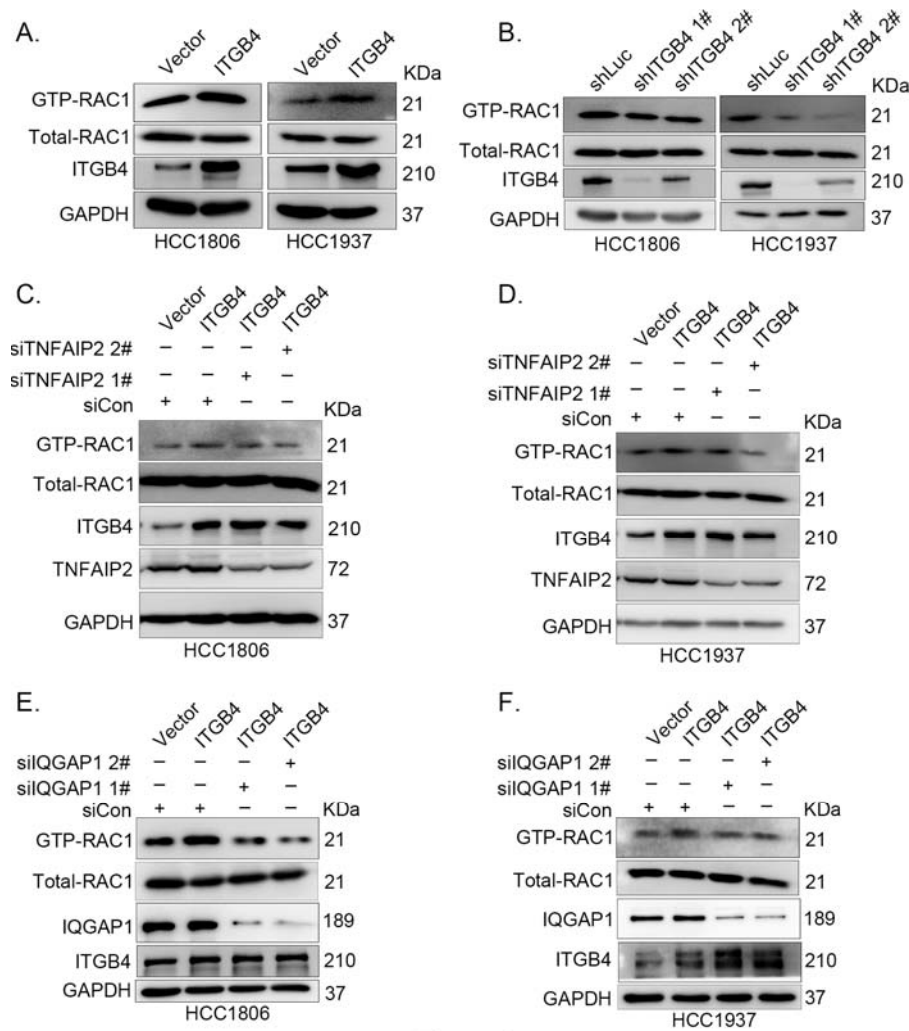 A.
Vector ITGB4 Vector ITGB4
KDa
GTP-RAC1 21
Total-RAC1 21
ITGB4 210
GAPDH 37
HCC1806 HCC1937
B.
shLuc shITGB4 1# shITGB4 2# shLuc shITGB4 1# shITGB4 2#
KDa
GTP-RAC1 21
Total-RAC1 21
ITGB4 210
GAPDH 37
HCC1806 HCC1937
C.
Vector ITGB4 ITGB4 ITGB4
siTNFAIP2 2# − − − +
siTNFAIP2 1# − − + −
siCon + + − − KDa
GTP-RAC1 21
Total-RAC1 21
ITGB4 210
TNFAIP2 72
GAPDH 37
HCC1806
D.
Vector ITGB4 ITGB4 ITGB4
siTNFAIP2 2# − − − +
siTNFAIP2 1# − − + −
siCon + + − − KDa
GTP-RAC1 21
Total-RAC1 21
ITGB4 210
TNFAIP2 72
GAPDH 37
HCC1937
E.
Vector ITGB4 ITGB4 ITGB4
siIQGAP1 2# − − − +
siIQGAP1 1# − − + −
siCon + + − − KDa
GTP-RAC1 21
Total-RAC1 21
IQGAP1 189
ITGB4 210
GAPDH 37
HCC1806
F.
Vector ITGB4 ITGB4 ITGB4
siIQGAP1 2# − − − +
siIQGAP1 1# − − + −
siCon + + − − KDa
GTP-RAC1 21
Total-RAC1 21
IQGAP1 189
ITGB4 210
GAPDH 37
HCC1937